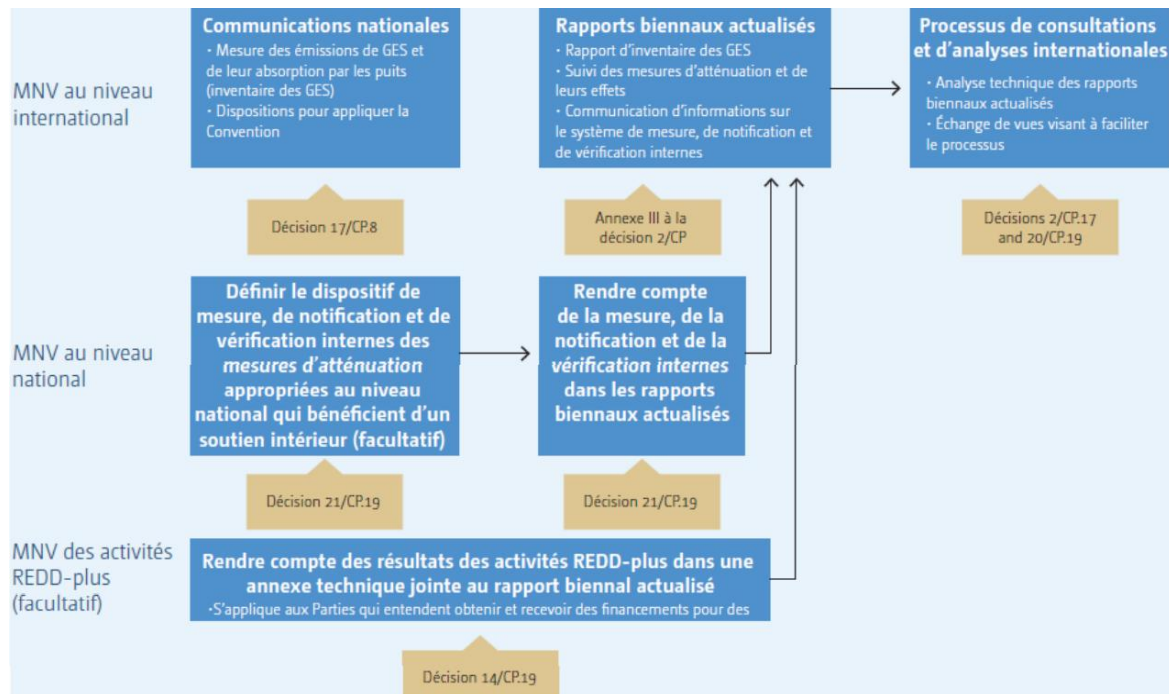 MNV au niveau
international
Communications nationales
· Mesure des émissions de GES et
de leur absorption par les puits
(inventaire des GES)
· Dispositions pour appliquer la
Convention
Rapports biennaux actualisés
· Rapport d'inventaire des GES
· Suivi des mesures d'atténuation et de
leurs effets
· Communication d'informations sur
le système de mesure, de notification et
de vérification internes
Processus de consultations
et d'analyses internationales
· Analyse technique des rapports
biennaux actualisés
· Échange de vues visant à faciliter
le processus
Décision 17/CP.8
Annexe III à la
décision 2/CP
Décisions 2/CP.17
and 20/CP.19
MNV au niveau
national
Définir le dispositif de
mesure, de notification et de
vérification internes des
mesures d'atténuation
appropriées au niveau
national qui bénéficient d'un
soutien intérieur (facultatif)
Rendre compte
de la mesure, de la
notification et de la
vérification internes
dans les rapports
biennaux actualisés
Décision 21/CP.19
Décision 21/CP.19
MNV des activités
REDD-plus
(facultatif)
Rendre compte des résultats des activités REDD-plus dans une
annexe technique jointe au rapport biennal actualisé
·S'applique aux Parties qui entendent obtenir et recevoir des financements pour des
Décision 14/CP.19